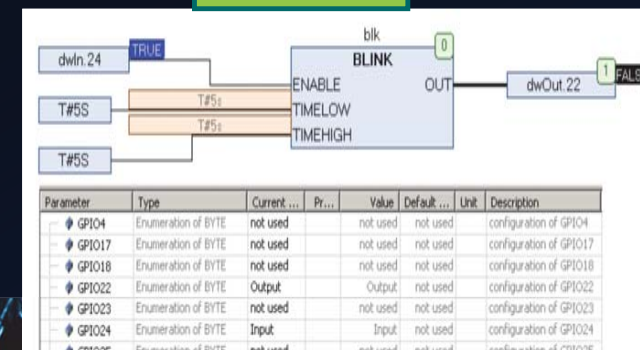 blk
0
BLINK
dwIn.24
TRUE
ENABLE
OUT
dwOut.22
1
T#5S
T#5s
TIMELOW
T#5s
TIMEHIGH
T#5S
Parameter Type Current ... Pr... Value Default ... Unit Description
GPIO4 Enumeration of BYTE not used not used not used configuration of GPIO4
GPIO17 Enumeration of BYTE not used not used not used configuration of GPIO17
GPIO18 Enumeration of BYTE not used not used not used configuration of GPIO18
GPIO22 Enumeration of BYTE Output Output not used configuration of GPIO22
GPIO23 Enumeration of BYTE not used not used not used configuration of GPIO23
GPIO24 Enumeration of BYTE Input Input not used configuration of GPIO24